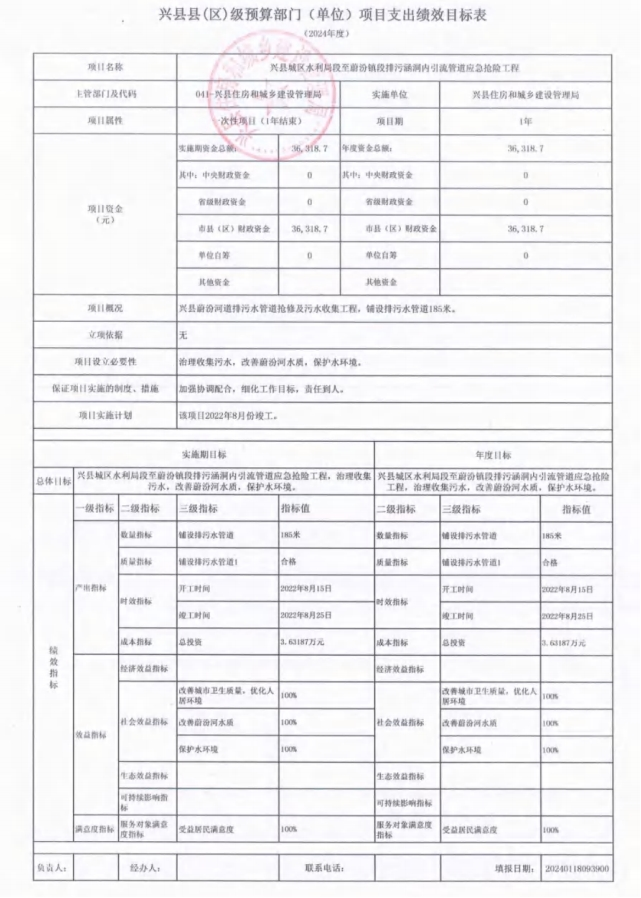 兴县县(区)级预算部门（单位）项目支出绩效目标表
（2024年度）
项目名称 兴县城区水利局段至蔚汾镇段排污涵洞内引流管道应急抢险工程
主管部门及代码 041-兴县住房和城乡建设管理局 实施单位 兴县住房和城乡建设管理局
项目属性 一次性项目（1年结束） 项目期 1年
项目资金
（元）
实施期资金总额: 36,318.7 年度资金总额: 36,318.7
其中: 中央财政资金 0 其中: 中央财政资金 0
省级财政资金 0 省级财政资金 0
市县（区）财政资金 36,318.7 市县（区）财政资金 36,318.7
单位自筹 0 单位自筹 0
其他资金 其他资金
项目概况 兴县蔚汾河道排污水管道抢修及污水收集工程，铺设排污水管道185米。
立项依据 无
项目设立必要性 治理收集污水，改善蔚汾河水质，保护水环境。
保证项目实施的制度、措施 加强协调配合，细化工作目标，责任到人。
项目实施计划 该项目2022年8月份竣工。
实施期目标 年度目标
总体目标 兴县城区水利局段至蔚汾镇段排污涵洞内引流管道应急抢险工程，治理收集污水，改善蔚汾河水质，保护水环境。 兴县城区水利局段至蔚汾镇段排污涵洞内引流管道应急抢险工程，治理收集污水，改善蔚汾河水质，保护水环境。
绩效指标
一级指标 二级指标 三级指标 指标值 二级指标 三级指标 指标值
产出指标
数量指标 铺设排污水管道 185米 数量指标 铺设排污水管道 185米
质量指标 铺设排污水管道1 合格 质量指标 铺设排污水管道1 合格
时效指标 开工时间 2022年8月15日 时效指标 开工时间 2022年8月15日
竣工时间 2022年8月25日 竣工时间 2022年8月25日
成本指标 总投资 3.63187万元 成本指标 总投资 3.63187万元
效益指标
经济效益指标 经济效益指标
社会效益指标 改善城市卫生质量，优化人居环境 100% 社会效益指标 改善城市卫生质量，优化人居环境 100%
改善蔚汾河水质 100% 改善蔚汾河水质 100%
保护水环境 100% 保护水环境 100%
生态效益指标 生态效益指标
可持续影响指标 可持续影响指标
满意度指标 服务对象满意度指标 受益居民满意度 100% 服务对象满意度指标 受益居民满意度 100%
负责人: 经办人: 联系电话: 填报日期: 20240118093900